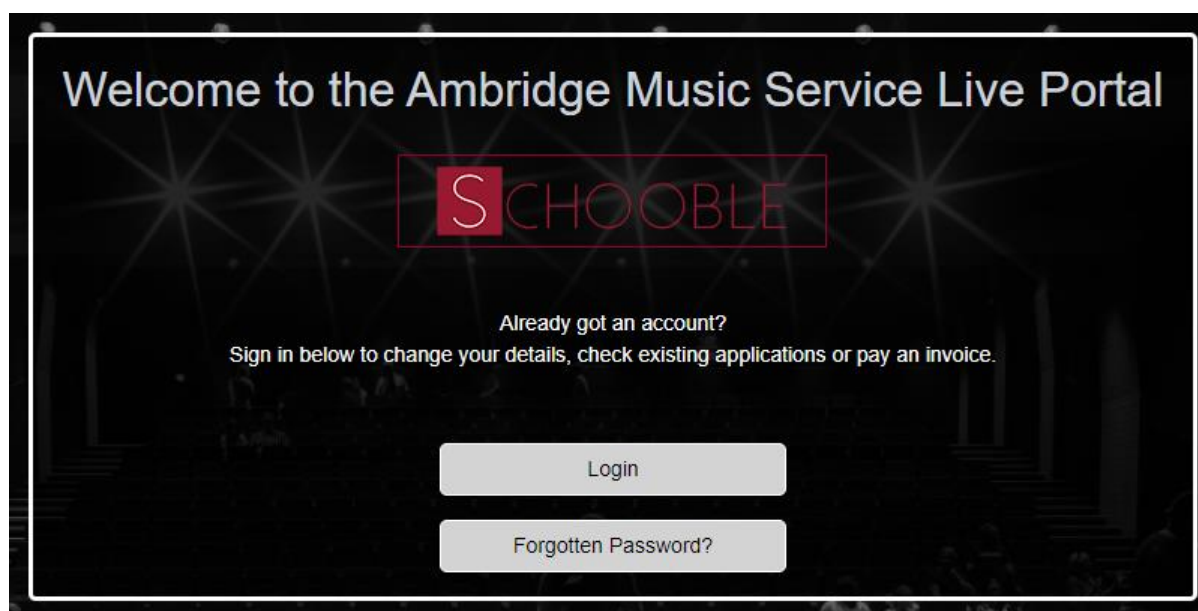 Welcome to the Ambridge Music Service Live Portal
SCHOOBLE
Already got an account?
Sign in below to change your details, check existing applications or pay an invoice.
Login
Forgotten Password?